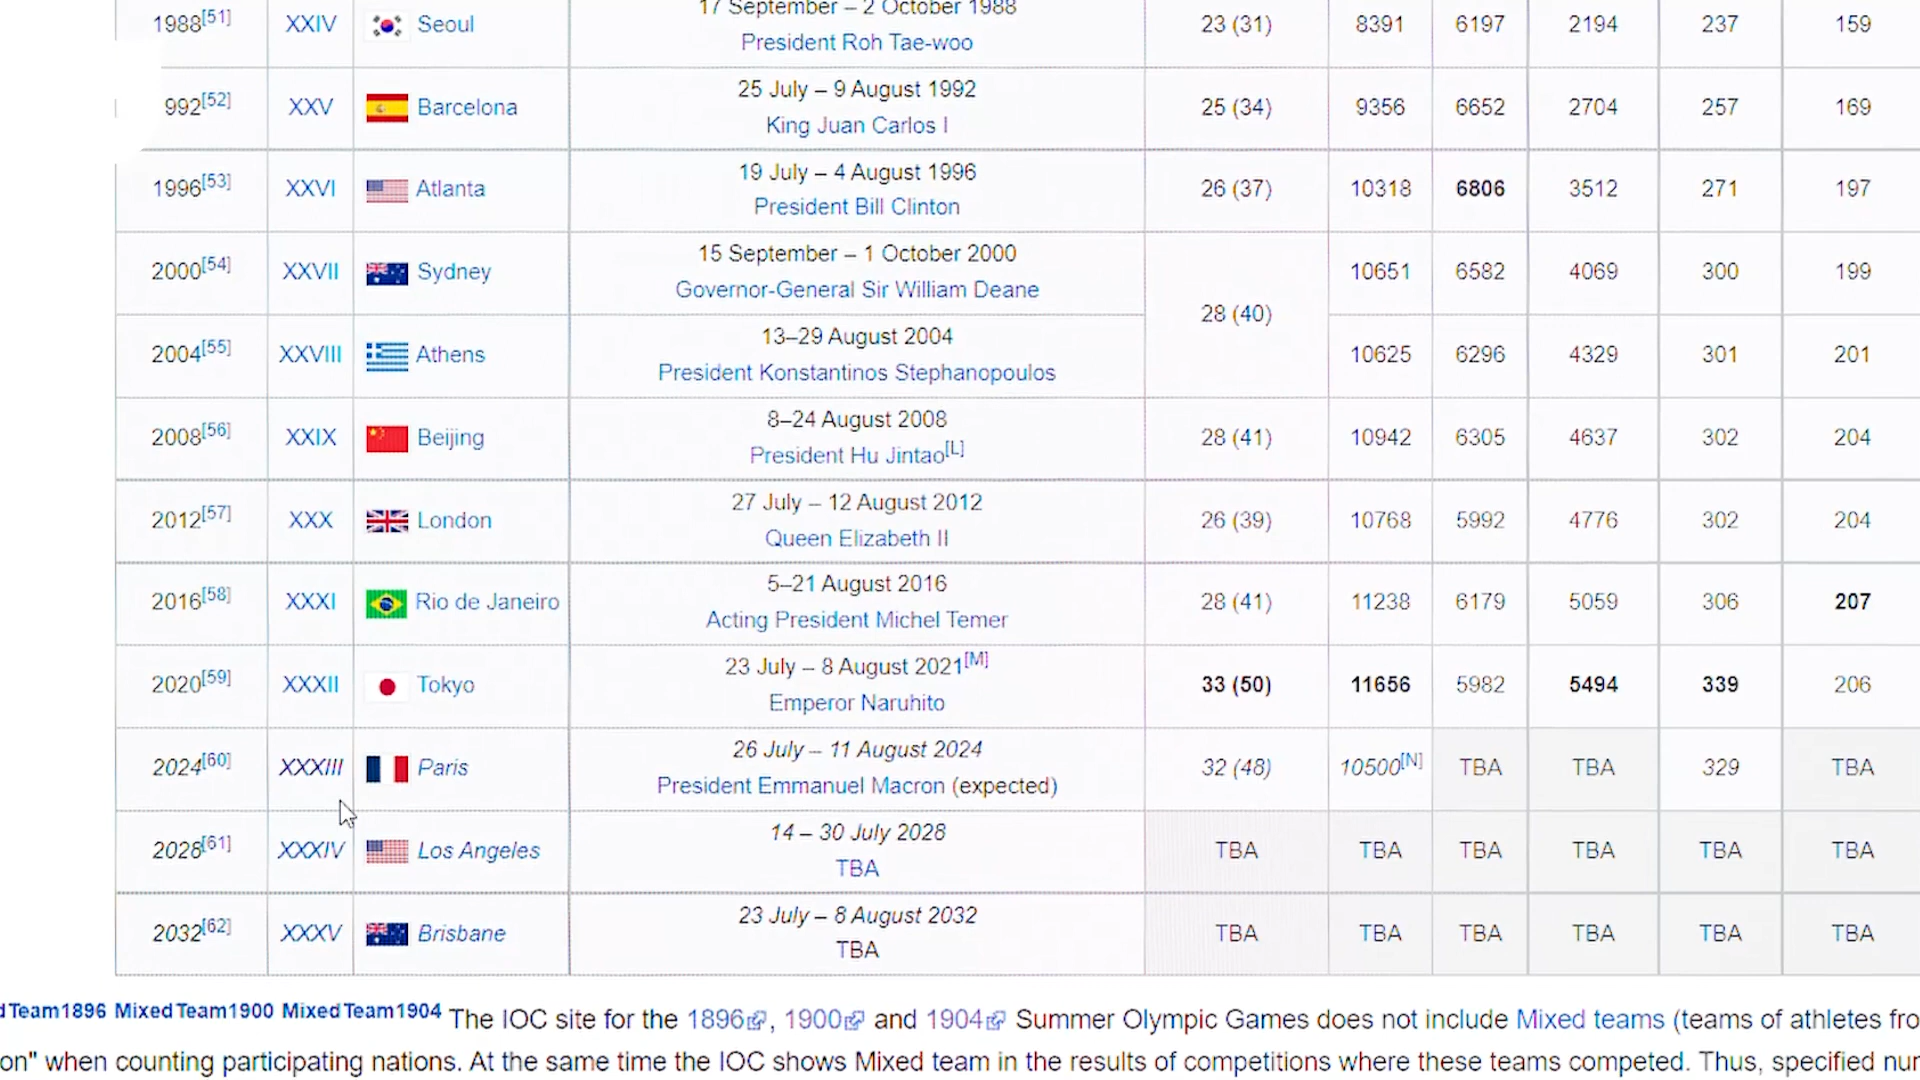 17 September – 2 October 1988
1988[51] XXIV Seoul 23 (31) 8391 6197 2194 237 159
President Roh Tae-woo
25 July – 9 August 1992
992[52] XXV Barcelona 25 (34) 9356 6652 2704 257 169
King Juan Carlos I
19 July – 4 August 1996
1996[53] XXVI Atlanta 26 (37) 10318 6806 3512 271 197
President Bill Clinton
15 September – 1 October 2000
2000[54] XXVII Sydney 10651 6582 4069 300 199
Governor-General Sir William Deane
28 (40)
13–29 August 2004
2004[55] XXVIII Athens 10625 6296 4329 301 201
President Konstantinos Stephanopoulos
8–24 August 2008
2008[56] XXIX Beijing 28 (41) 10942 6305 4637 302 204
President Hu Jintao[L]
27 July – 12 August 2012
2012[57] XXX London 26 (39) 10768 5992 4776 302 204
Queen Elizabeth II
5–21 August 2016
2016[58] XXXI Rio de Janeiro 28 (41) 11238 6179 5059 306 207
Acting President Michel Temer
23 July – 8 August 2021[M]
2020[59] XXXII Tokyo 33 (50) 11656 5982 5494 339 206
Emperor Naruhito
26 July – 11 August 2024
2024[60] XXXIII Paris 32 (48) 10500[N] TBA TBA 329 TBA
President Emmanuel Macron (expected)
14 – 30 July 2028
2028[61] XXXIV Los Angeles TBA TBA TBA TBA TBA TBA
TBA
23 July – 8 August 2032
2032[62] XXXV Brisbane TBA TBA TBA TBA TBA TBA
TBA
dTeam1896 MixedTeam1900 MixedTeam1904 The IOC site for the 1896, 1900 and 1904 Summer Olympic Games does not include Mixed teams (teams of athletes fro
on" when counting participating nations. At the same time the IOC shows Mixed team in the results of competitions where these teams competed. Thus, specified nur